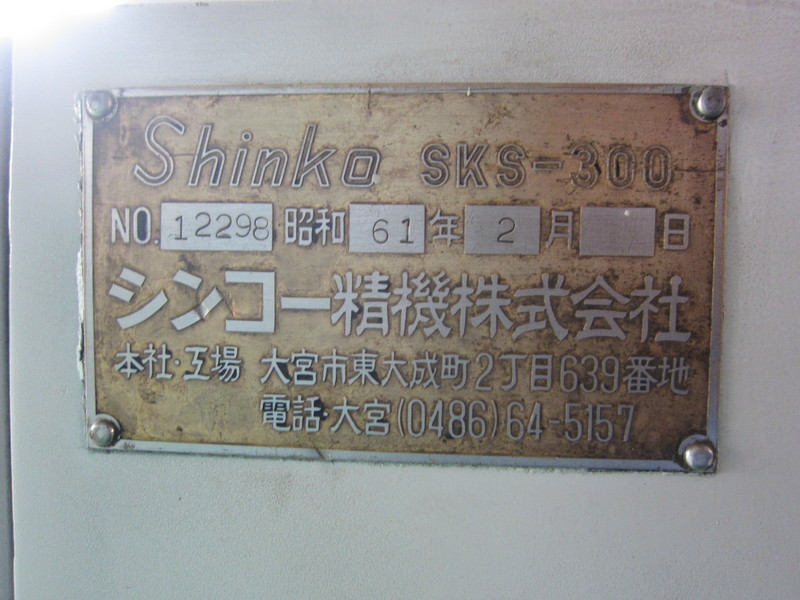 Shinko SKS-300
NO. 12298 昭和 61 年 2 月 日
シンコー精機株式会社
本社・工場 大宮市東大成町2丁目639番地
電話・大宮(0486)64-5157